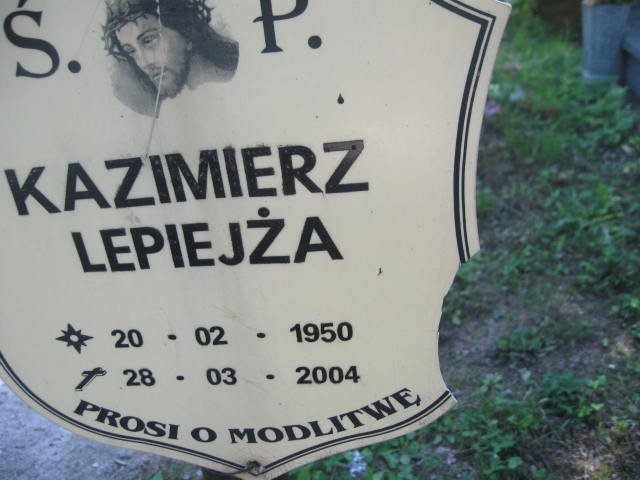 Ś. P.
KAZIMIERZ
LEPIEJŻA
20 · 02 · 1950
28 · 03 · 2004
PROSI O MODLITWĘ